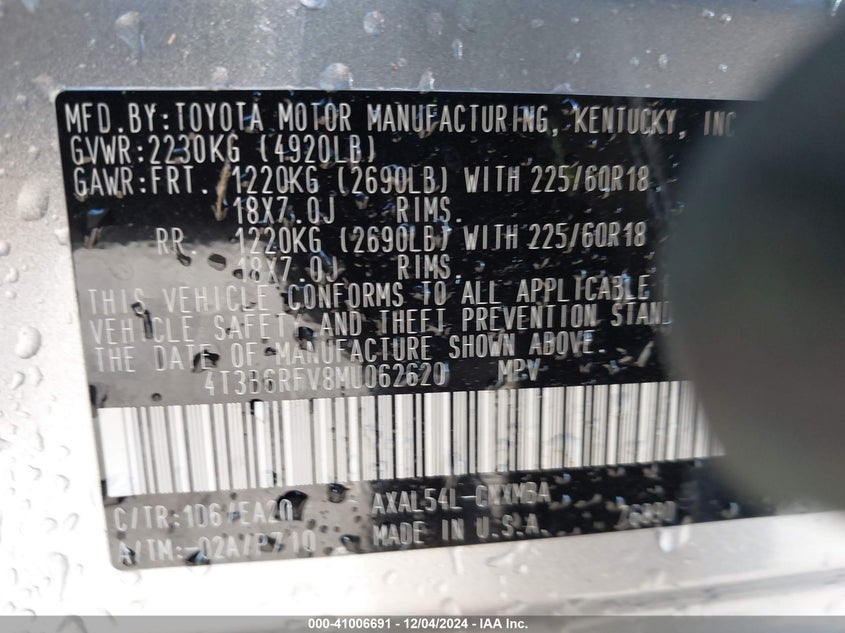 MFD.BY:TOYOTA MOTOR MANUFACTURING, KENTUCKY, INC
GVWR:2230KG (4920LB)
GAWR:FRT. 1220KG (2690LB) WITH 225/60R18
18X7.0J RIMS.
RR. 1220KG (2690LB) WITH 225/60R18
18X7.0J RIMS.
THIS VEHICLE CONFORMS TO ALL APPLICABLE
VEHICLE SAFETY AND THEFT PREVENTION STAND
THE DATE OF MANUFACTURE SHOWN ABOVE.
4T3B6RFV8MU062620 MPV
C/TR:1D6/EA20 AXAL54L-
A/TM:-02A/P710 MADE IN U.S.A.
000-41006691 - 12/04/2024 - IAA Inc.